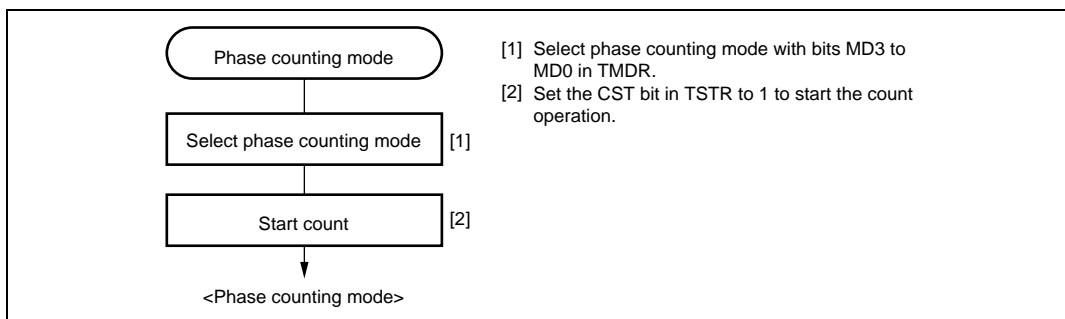 Phase counting mode
Select phase counting mode [1]
Start count [2]
<Phase counting mode>
[1] Select phase counting mode with bits MD3 to
MD0 in TMDR.
[2] Set the CST bit in TSTR to 1 to start the count
operation.